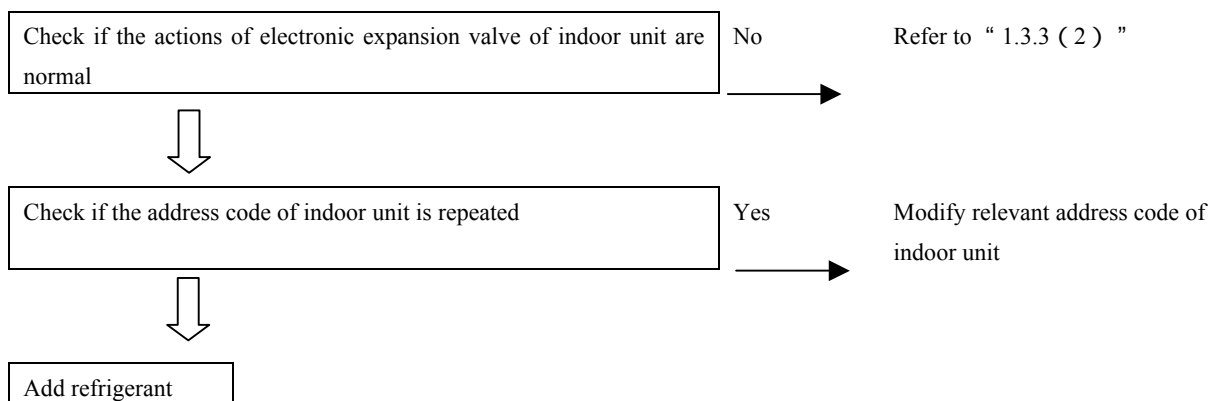 Check if the actions of electronic expansion valve of indoor unit are
normal
No
Refer to “ 1.3.3（2） ”
Check if the address code of indoor unit is repeated
Yes
Modify relevant address code of
indoor unit
Add refrigerant